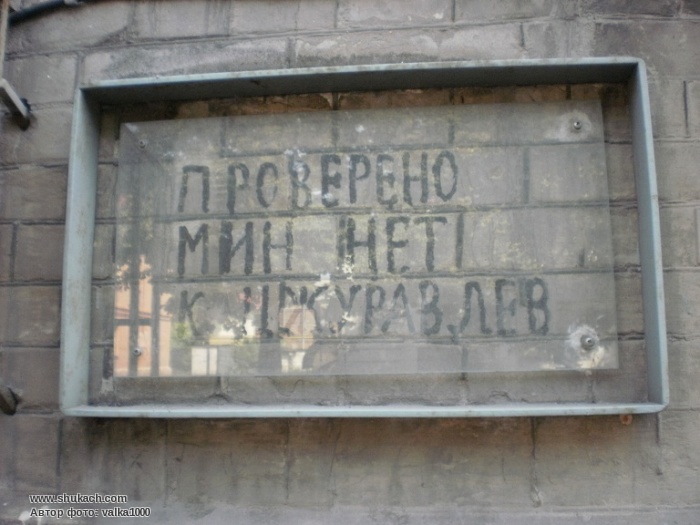 ПРОВЕРЕНО
МИН НЕТ!
www.shukach.com
Автор фото: valka1000